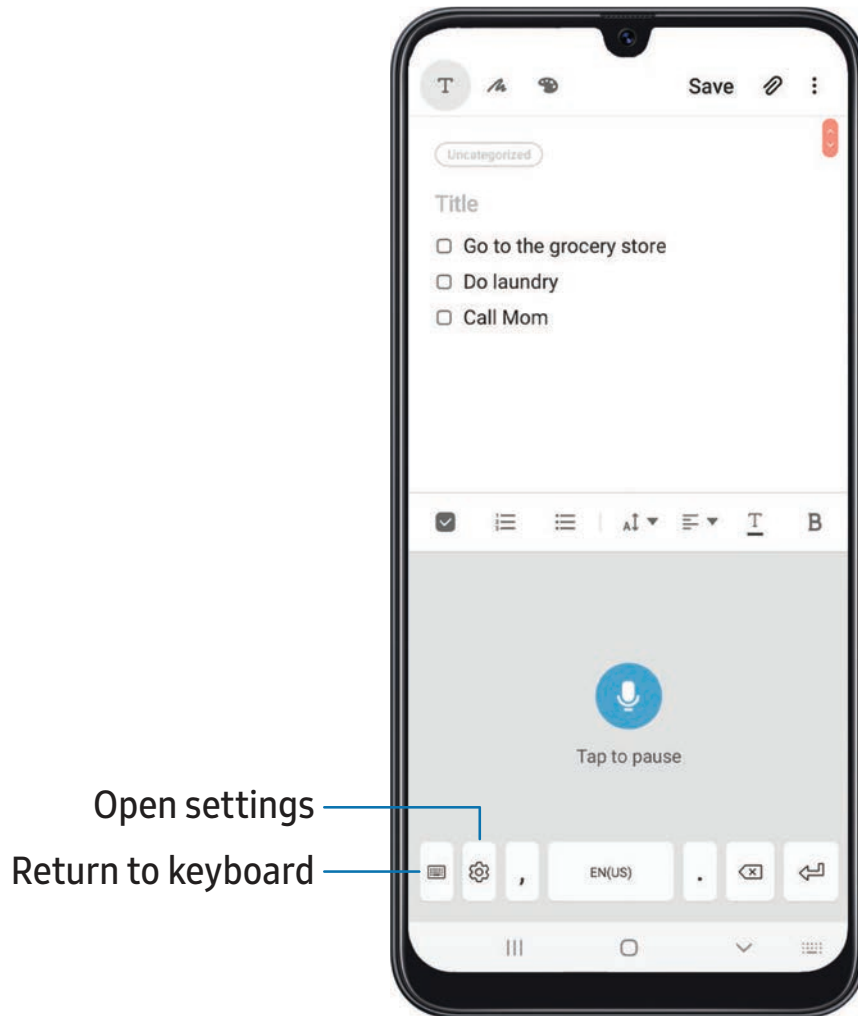 T
Save
Uncategorized
Title
Go to the grocery store
Do laundry
Call Mom
A T B
Tap to pause
Open settings
Return to keyboard
, EN(US) .